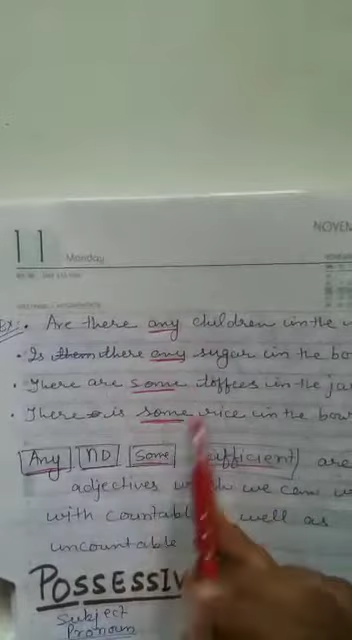 11 Monday NOVEM
Ex. • Are there any children in the
• Is them there any sugar in the bo
• There are some toffees in the ja
• There is some rice in the bow
Any no Some sufficient are
adjectives we can
with countabl well as
uncountable
POSSESSIV
Subject
Pronoun